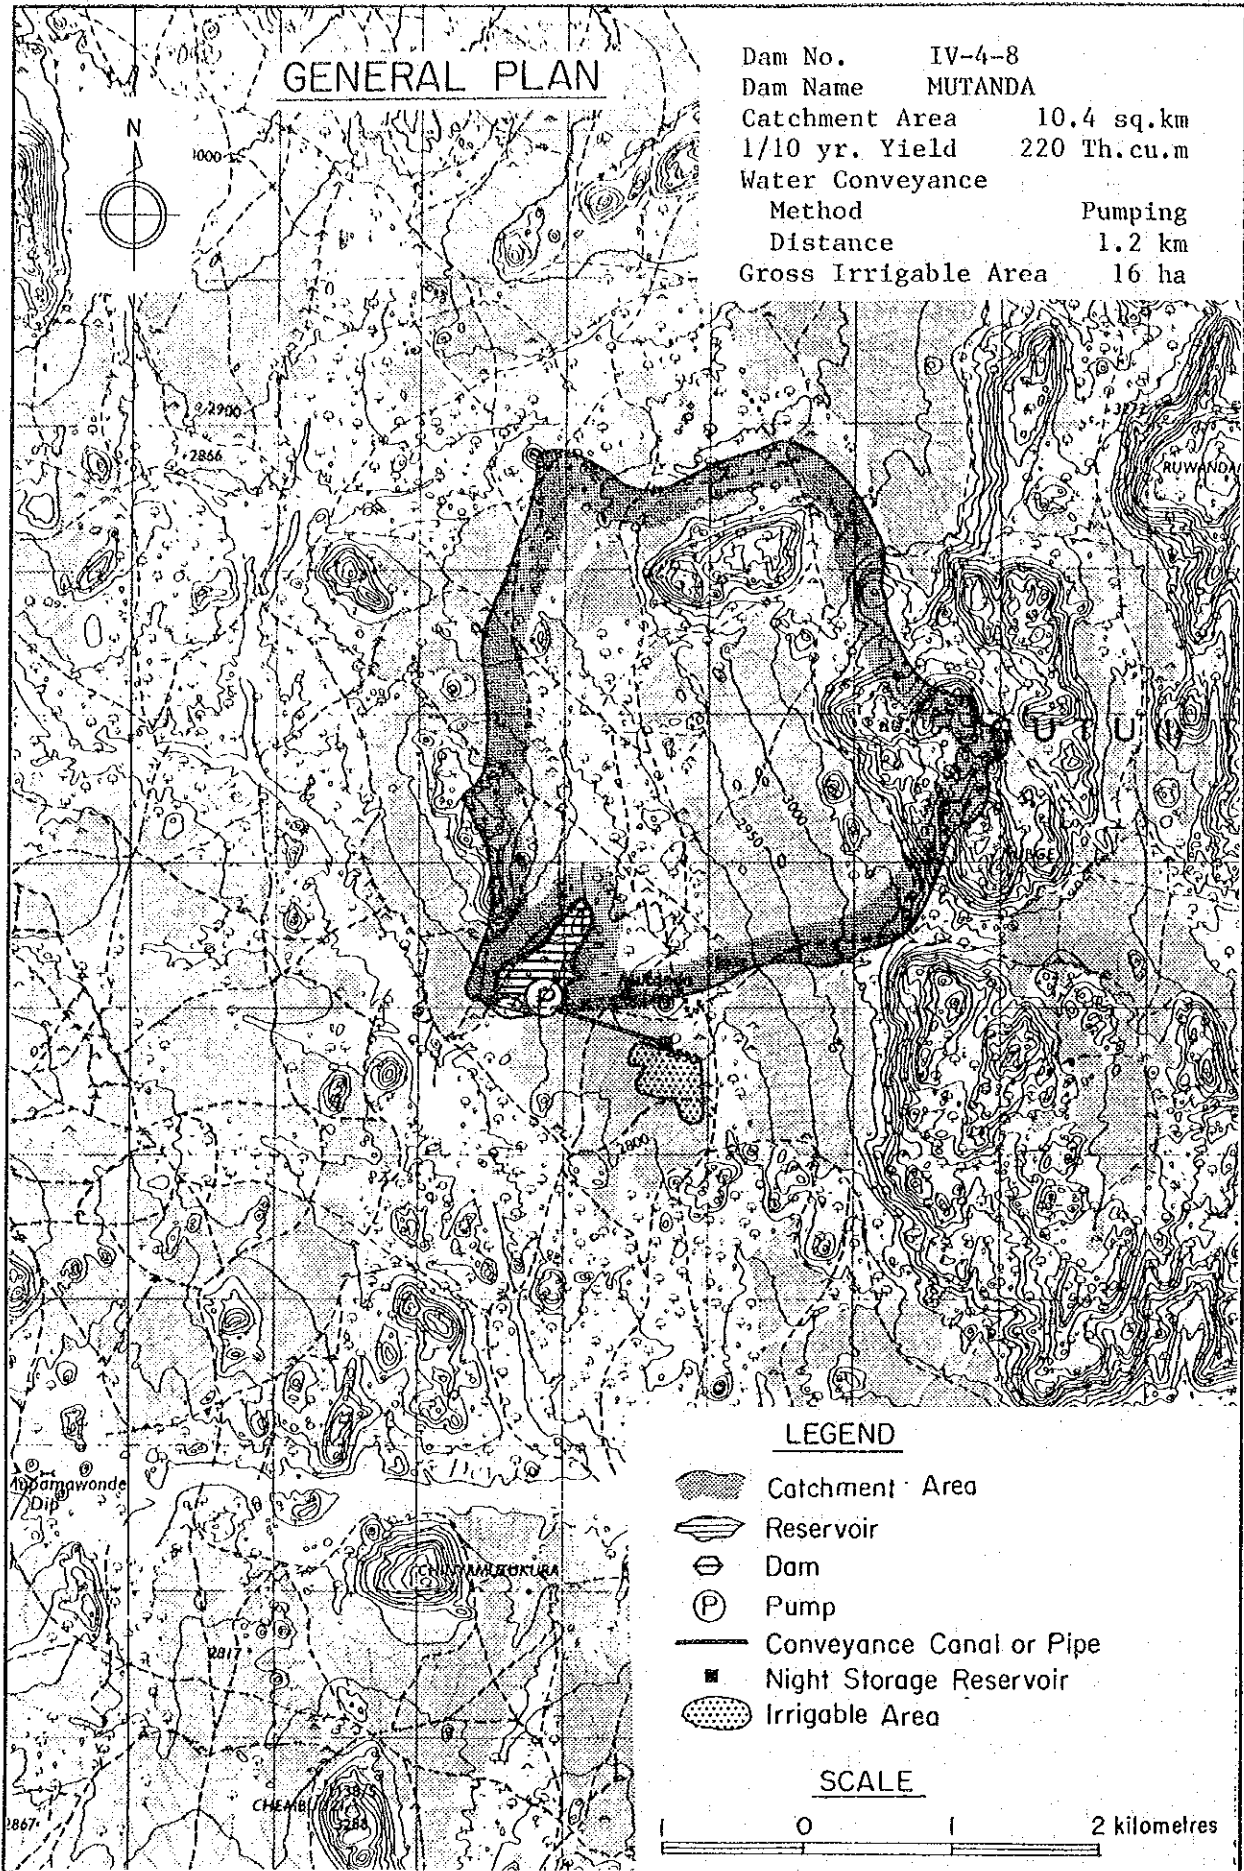 GENERAL PLAN
Dam No. IV-4-8
Dam Name MUTANDA
Catchment Area 10.4 sq.km
1/10 yr. Yield 220 Th.cu.m
Water Conveyance
Method Pumping
Distance 1.2 km
Gross Irrigable Area 16 ha
N
2900
2866
RUWANDA
3000
2950
P
2800
Dip
2817
2867
LEGEND
Catchment Area
Reservoir
Dam
P Pump
Conveyance Canal or Pipe
Night Storage Reservoir
Irrigable Area
SCALE
1 0 1 2 kilometres